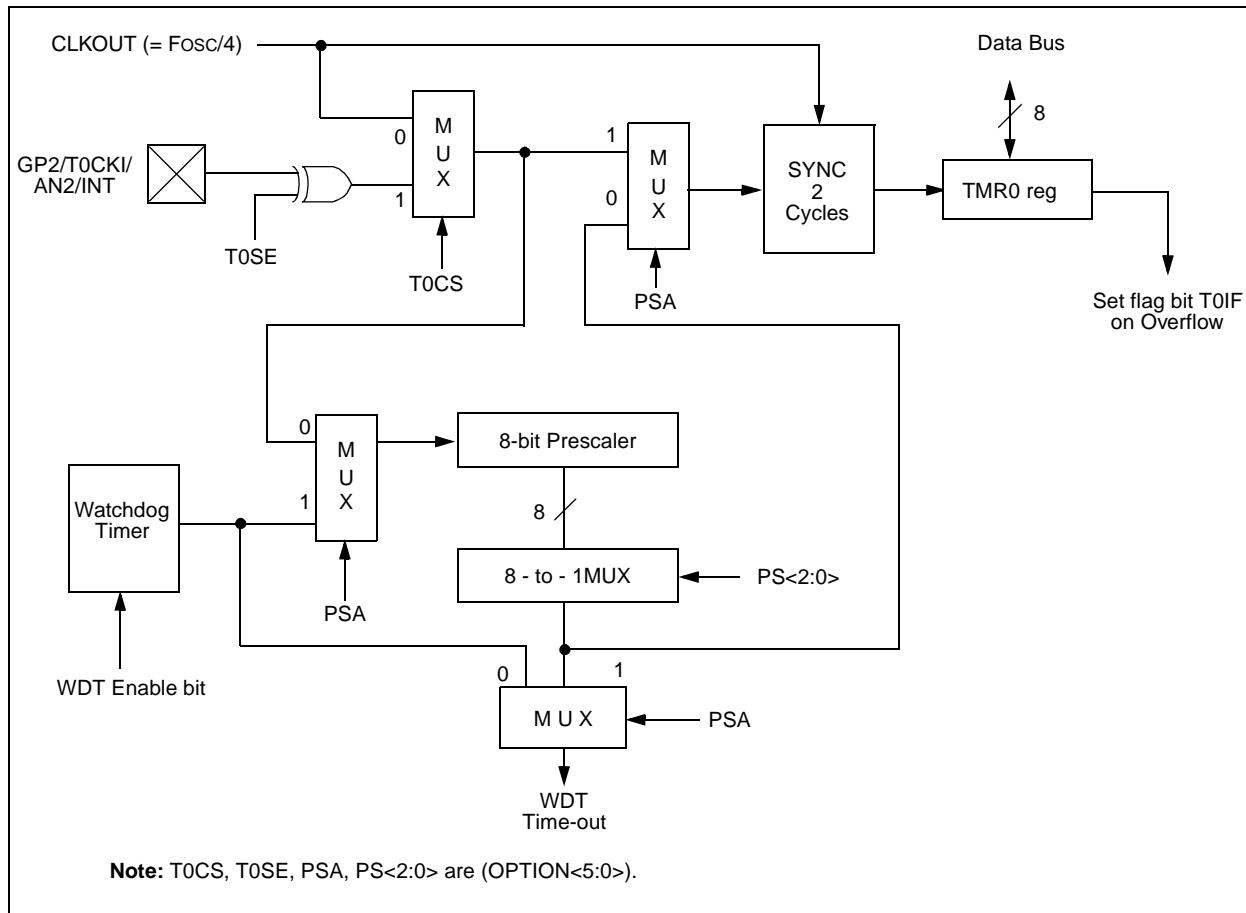 CLKOUT (= FOSC/4)
Data Bus
8
M
U
X
0
1
GP2/T0CKI/
AN2/INT
T0SE
T0CS
1
0
M
U
X
PSA
SYNC
2
Cycles
TMR0 reg
Set flag bit T0IF
on Overflow
0
1
M
U
X
PSA
8-bit Prescaler
8
8 - to - 1MUX
PS<2:0>
Watchdog
Timer
WDT Enable bit
0
1
M U X
PSA
WDT
Time-out
Note: T0CS, T0SE, PSA, PS<2:0> are (OPTION<5:0>).